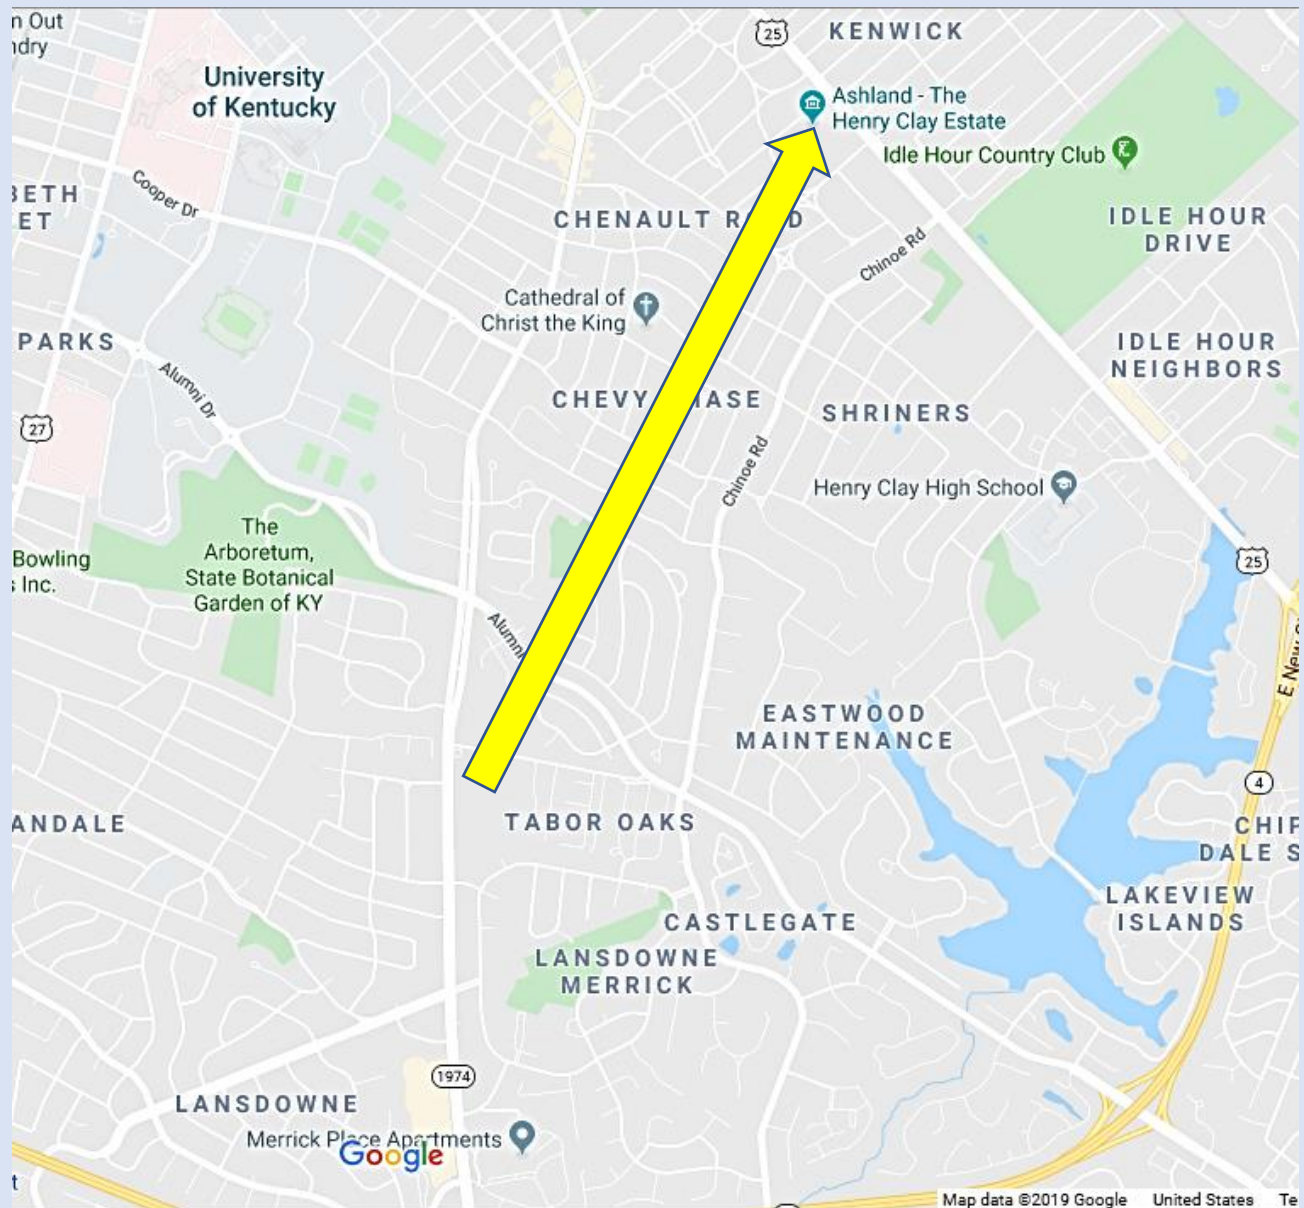 n Out
ndry
University
of Kentucky
25
KENWICK
Ashland - The
Henry Clay Estate
Idle Hour Country Club
BETH
ET
Cooper Dr
CHENAULT R D
Chinoe Rd
IDLE HOUR
DRIVE
Cathedral of
Christ the King
PARKS
Alumni Dr
IDLE HOUR
NEIGHBORS
27
CHEVY HASE
SHRINERS
Chinoe Rd
Henry Clay High School
The
Arboretum,
State Botanical
Garden of KY
Bowling
s Inc.
25
Alumni
E New
EASTWOOD
MAINTENANCE
4
ANDALE
TABOR OAKS
CHIP
DALE S
LAKEVIEW
ISLANDS
CASTLEGATE
LANSDOWNE
MERRICK
1974
LANSDOWNE
Merrick Place Apartments
Google
t
Map data ©2019 Google United States Te